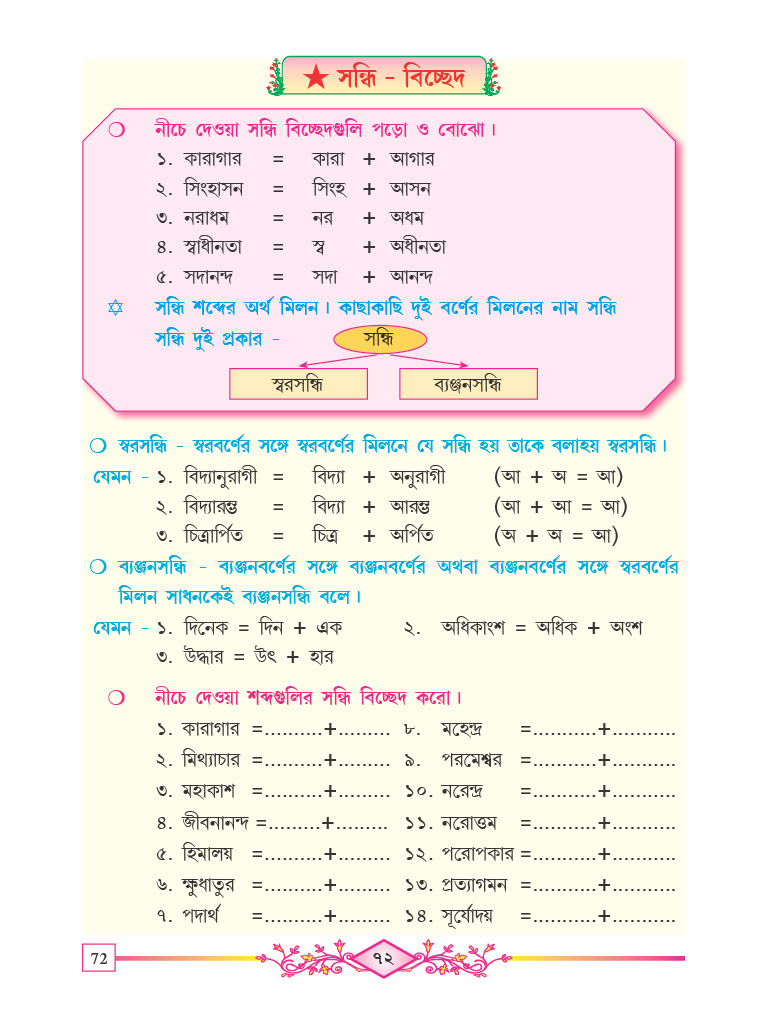 ★ সন্ধি - বিচ্ছেদ
❍ নীচে দেওয়া সন্ধি বিচ্ছেদগুলি পড়ো ও বোঝো।
১. কারাগার = কারা + আগার
২. সিংহাসন = সিংহ + আসন
৩. নরাধম = নর + অধম
৪. স্বাধীনতা = স্ব + অধীনতা
৫. সদানন্দ = সদা + আনন্দ
✡ সন্ধি শব্দের অর্থ মিলন। কাছাকাছি দুই বর্ণের মিলনের নাম সন্ধি
সন্ধি দুই প্রকার - সন্ধি
স্বরসন্ধি ব্যঞ্জনসন্ধি
❍ স্বরসন্ধি - স্বরবর্ণের সঙ্গে স্বরবর্ণের মিলনে যে সন্ধি হয় তাকে বলাহয় স্বরসন্ধি।
যেমন - ১. বিদ্যানুরাগী = বিদ্যা + অনুরাগী (আ + অ = আ)
২. বিদ্যারম্ভ = বিদ্যা + আরম্ভ (আ + আ = আ)
৩. চিত্রার্পিত = চিত্র + অর্পিত (অ + অ = আ)
❍ ব্যঞ্জনসন্ধি - ব্যঞ্জনবর্ণের সঙ্গে ব্যঞ্জনবর্ণের অথবা ব্যঞ্জনবর্ণের সঙ্গে স্বরবর্ণের
মিলন সাধনকেই ব্যঞ্জনসন্ধি বলে।
যেমন - ১. দিনেক = দিন + এক ২. অধিকাংশ = অধিক + অংশ
৩. উদ্ধার = উৎ + হার
❍ নীচে দেওয়া শব্দগুলির সন্ধি বিচ্ছেদ করো।
১. কারাগার =..........+......... ৮. মহেন্দ্র =...........+...........
২. মিথ্যাচার =..........+......... ৯. পরমেশ্বর =...........+...........
৩. মহাকাশ =..........+......... ১০. নরেন্দ্র =...........+...........
৪. জীবনানন্দ =.........+......... ১১. নরোত্তম =...........+...........
৫. হিমালয় =..........+......... ১২. পরোপকার =...........+...........
৬. ক্ষুধাতুর =..........+......... ১৩. প্রত্যাগমন =...........+...........
৭. পদার্থ =..........+......... ১৪. সূর্যোদয় =...........+...........
72 ৭২